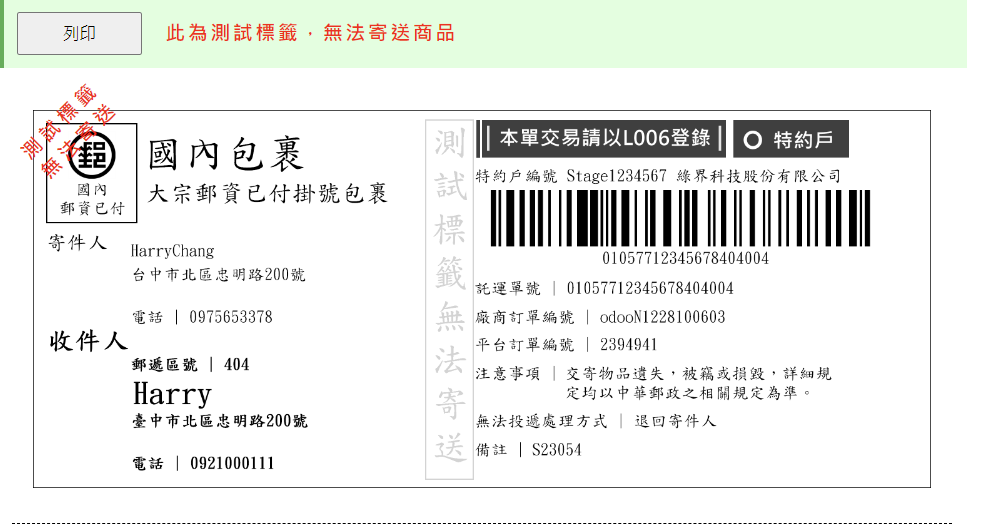 列印
此為測試標籤，無法寄送商品
測試標籤
無法寄送
郵
國內
郵資已付
國內包裹
大宗郵資已付掛號包裹
寄件人
HarryChang
台中市北區忠明路200號
電話 | 0975653378
收件人
郵遞區號 | 404
Harry
臺中市北區忠明路200號
電話 | 0921000111
測試標籤無法寄送
本單交易請以L006登錄
特約戶
特約戶編號 Stage1234567 綠界科技股份有限公司
01057712345678404004
託運單號 | 01057712345678404004
廠商訂單編號 | odooN1228100603
平台訂單編號 | 2394941
注意事項 | 交寄物品遺失，被竊或損毀，詳細規
定均以中華郵政之相關規定為準。
無法投遞處理方式 | 退回寄件人
備註 | S23054